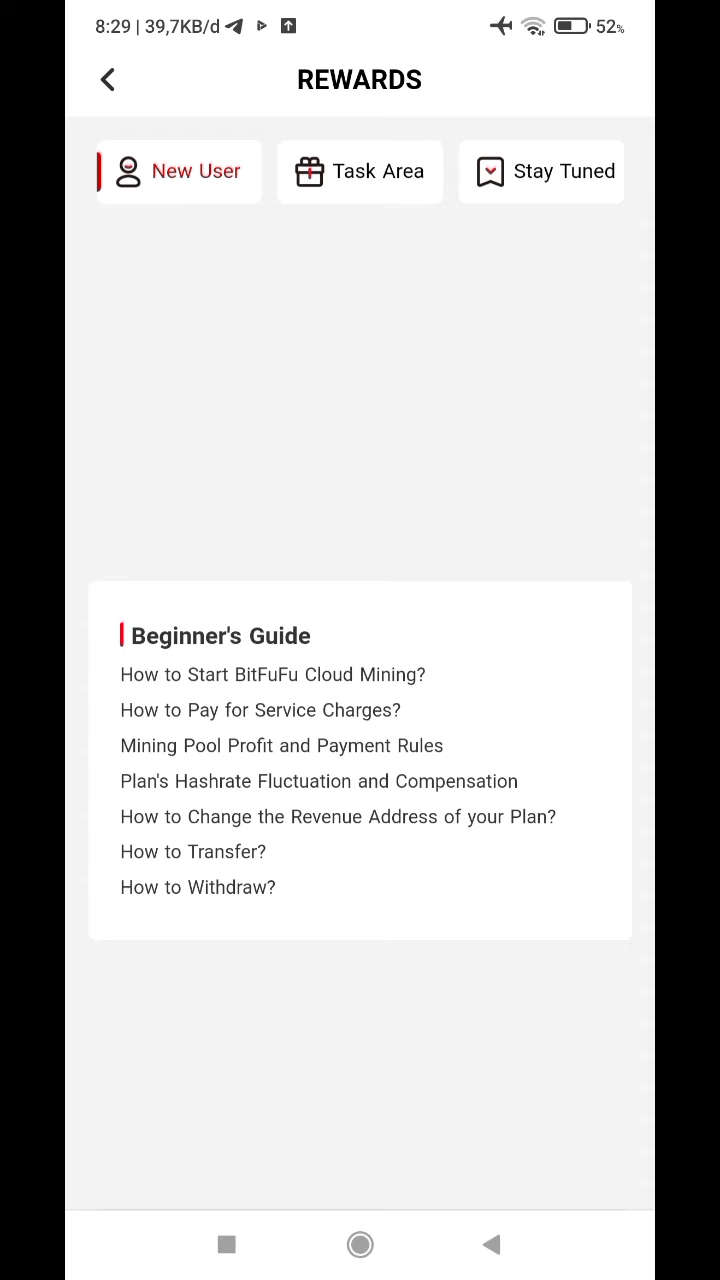 8:29 | 39,7KB/d
52%
REWARDS
New User
Task Area
Stay Tuned
Beginner's Guide
How to Start BitFuFu Cloud Mining?
How to Pay for Service Charges?
Mining Pool Profit and Payment Rules
Plan's Hashrate Fluctuation and Compensation
How to Change the Revenue Address of your Plan?
How to Transfer?
How to Withdraw?